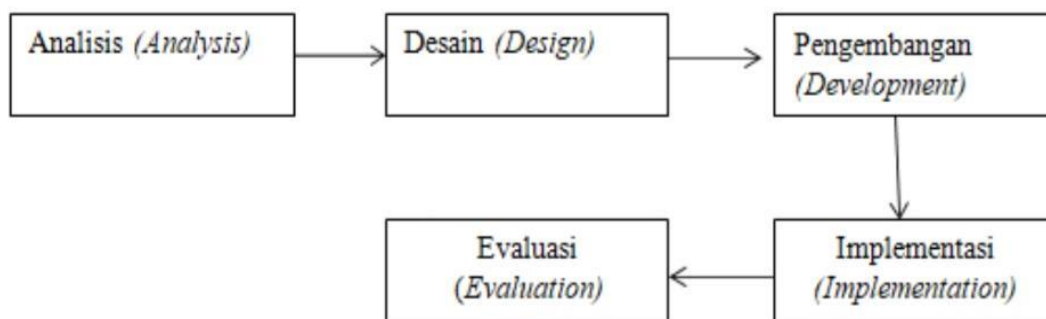 Analisis (Analysis)
Desain (Design)
Pengembangan
(Development)
Implementasi
(Implementation)
Evaluasi
(Evaluation)